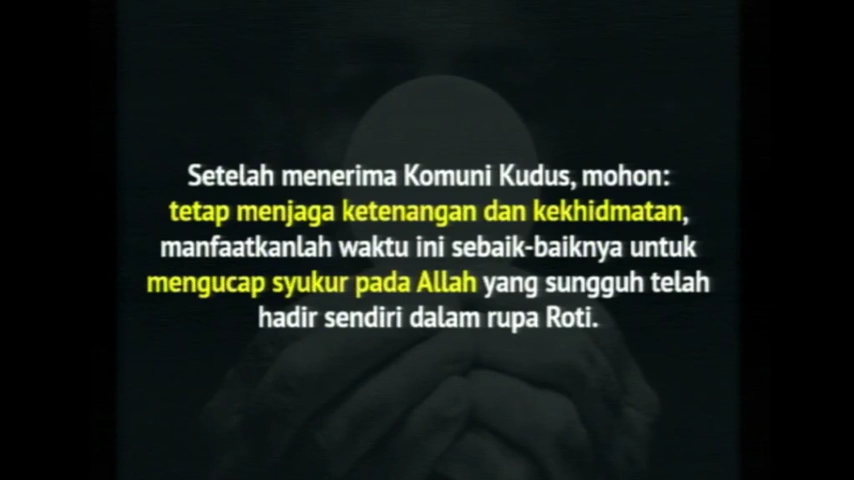 Setelah menerima Komuni Kudus, mohon:
tetap menjaga ketenangan dan kekhidmatan,
manfaatkanlah waktu ini sebaik-baiknya untuk
mengucap syukur pada Allah yang sungguh telah
hadir sendiri dalam rupa Roti.